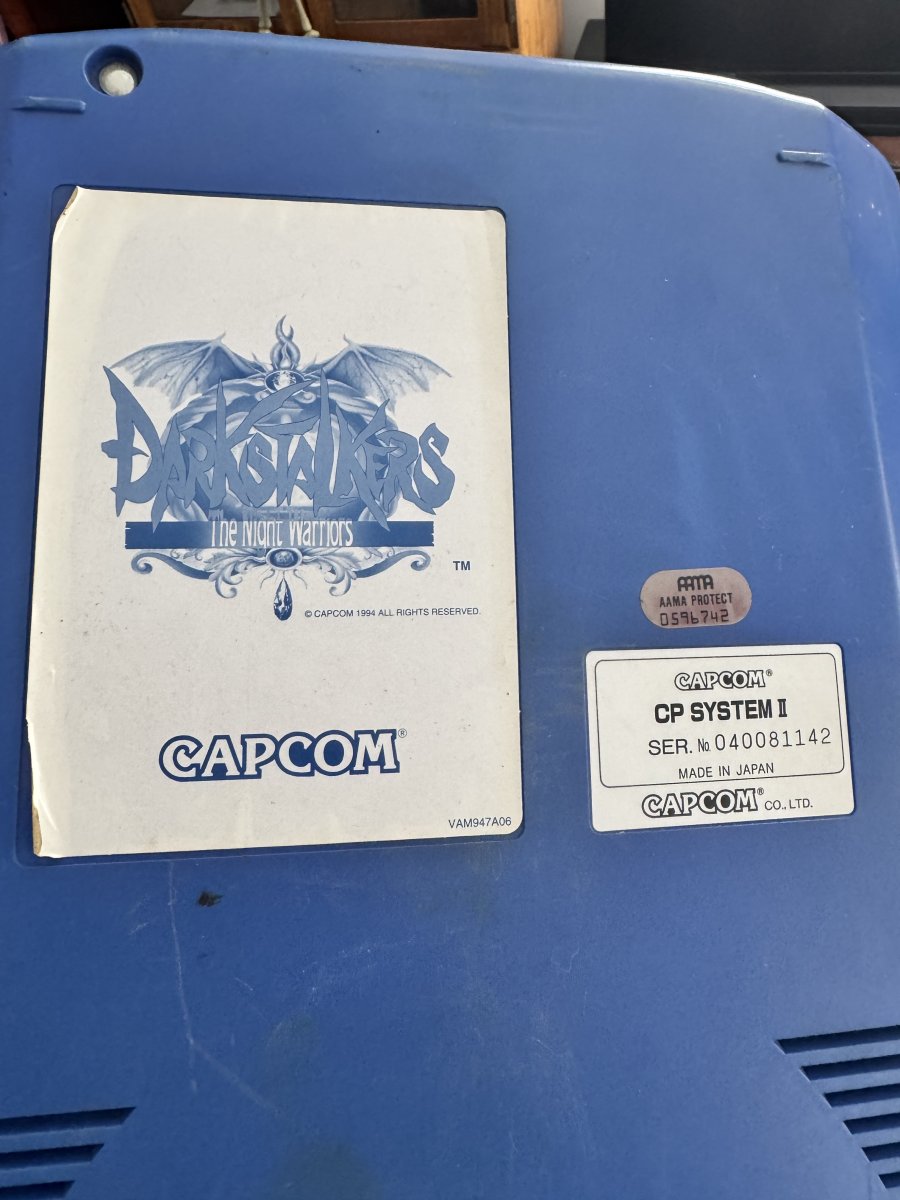 DARKSTALKERS
The Night Warriors
TM
© CAPCOM 1994 ALL RIGHTS RESERVED.
CAPCOM®
VAM947A06
AAMA
AAMA PROTECT
0596742
CAPCOM®
CP SYSTEM II
SER. No. 040081142
MADE IN JAPAN
CAPCOM® CO., LTD.